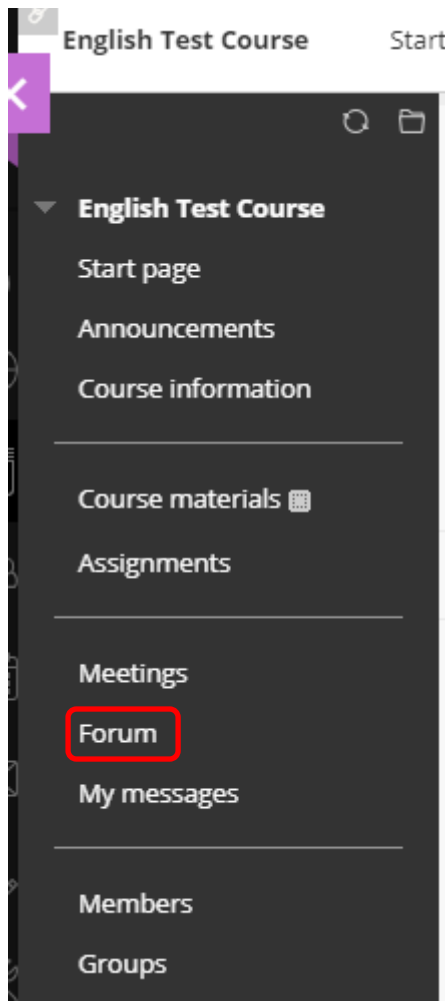 English Test Course Start
English Test Course
Start page
Announcements
Course information
Course materials
Assignments
Meetings
Forum
My messages
Members
Groups